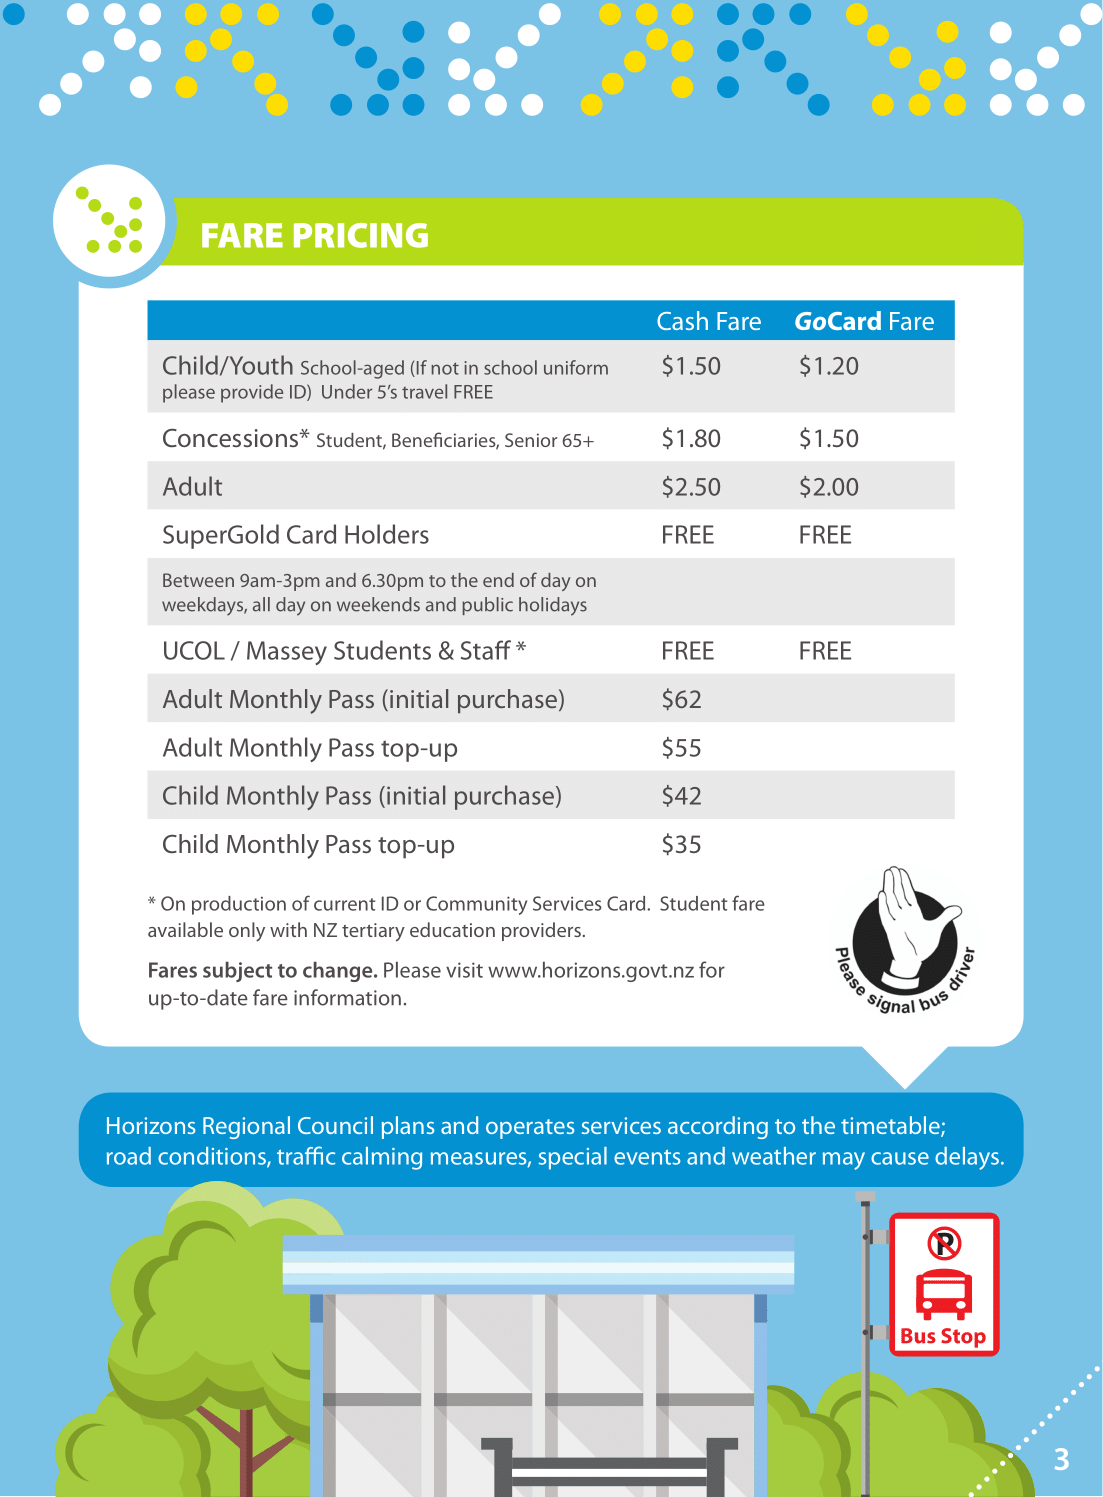 FARE PRICING
Cash Fare GoCard Fare
Child/Youth School-aged (If not in school uniform $1.50 $1.20
please provide ID) Under 5's travel FREE
Concessions* Student, Beneficiaries, Senior 65+ $1.80 $1.50
Adult $2.50 $2.00
SuperGold Card Holders FREE FREE
Between 9am-3pm and 6.30pm to the end of day on
weekdays, all day on weekends and public holidays
UCOL / Massey Students & Staff * FREE FREE
Adult Monthly Pass (initial purchase) $62
Adult Monthly Pass top-up $55
Child Monthly Pass (initial purchase) $42
Child Monthly Pass top-up $35
* On production of current ID or Community Services Card. Student fare
available only with NZ tertiary education providers.
Fares subject to change. Please visit www.horizons.govt.nz for
up-to-date fare information.
Please signal bus driver
Horizons Regional Council plans and operates services according to the timetable;
road conditions, traffic calming measures, special events and weather may cause delays.
P
Bus Stop
3